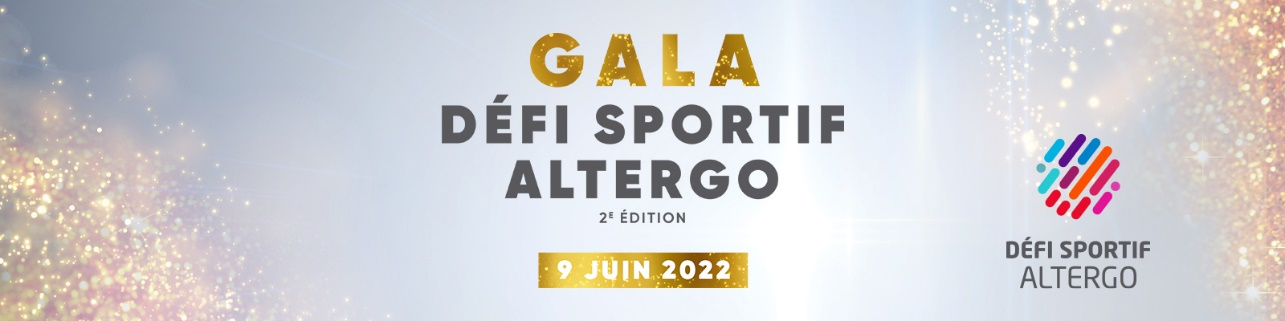 GALA
DÉFI SPORTIF
ALTERGO
2E ÉDITION
9 JUIN 2022
DÉFI SPORTIF
ALTERGO